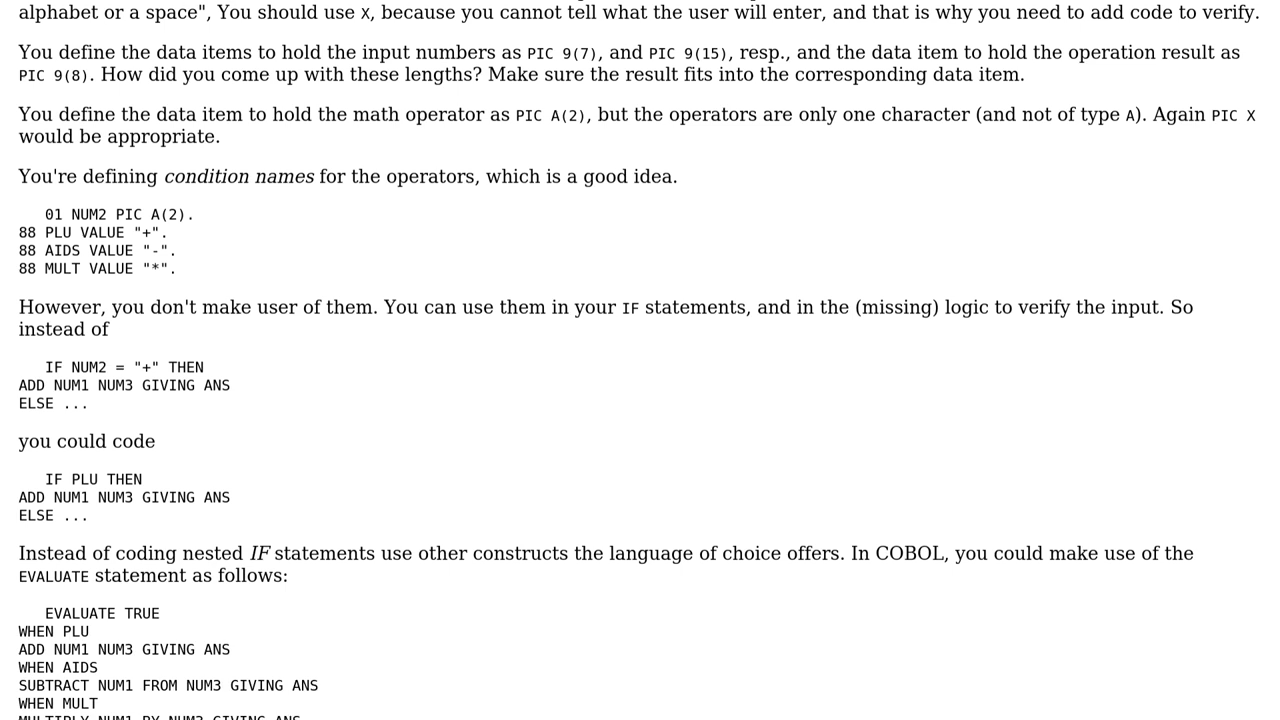 alphabet or a space", You should use X, because you cannot tell what the user will enter, and that is why you need to add code to verify.
You define the data items to hold the input numbers as PIC 9(7), and PIC 9(15), resp., and the data item to hold the operation result as
PIC 9(8). How did you come up with these lengths? Make sure the result fits into the corresponding data item.
You define the data item to hold the math operator as PIC A(2), but the operators are only one character (and not of type A). Again PIC X
would be appropriate.
You're defining condition names for the operators, which is a good idea.
01 NUM2 PIC A(2).
88 PLU VALUE "+".
88 AIDS VALUE "-".
88 MULT VALUE "*".
However, you don't make user of them. You can use them in your IF statements, and in the (missing) logic to verify the input. So
instead of
IF NUM2 = "+" THEN
ADD NUM1 NUM3 GIVING ANS
ELSE ...
you could code
IF PLU THEN
ADD NUM1 NUM3 GIVING ANS
ELSE ...
Instead of coding nested IF statements use other constructs the language of choice offers. In COBOL, you could make use of the
EVALUATE statement as follows:
EVALUATE TRUE
WHEN PLU
ADD NUM1 NUM3 GIVING ANS
WHEN AIDS
SUBTRACT NUM1 FROM NUM3 GIVING ANS
WHEN MULT
MULTIPLY NUM1 BY NUM3 GIVING ANS